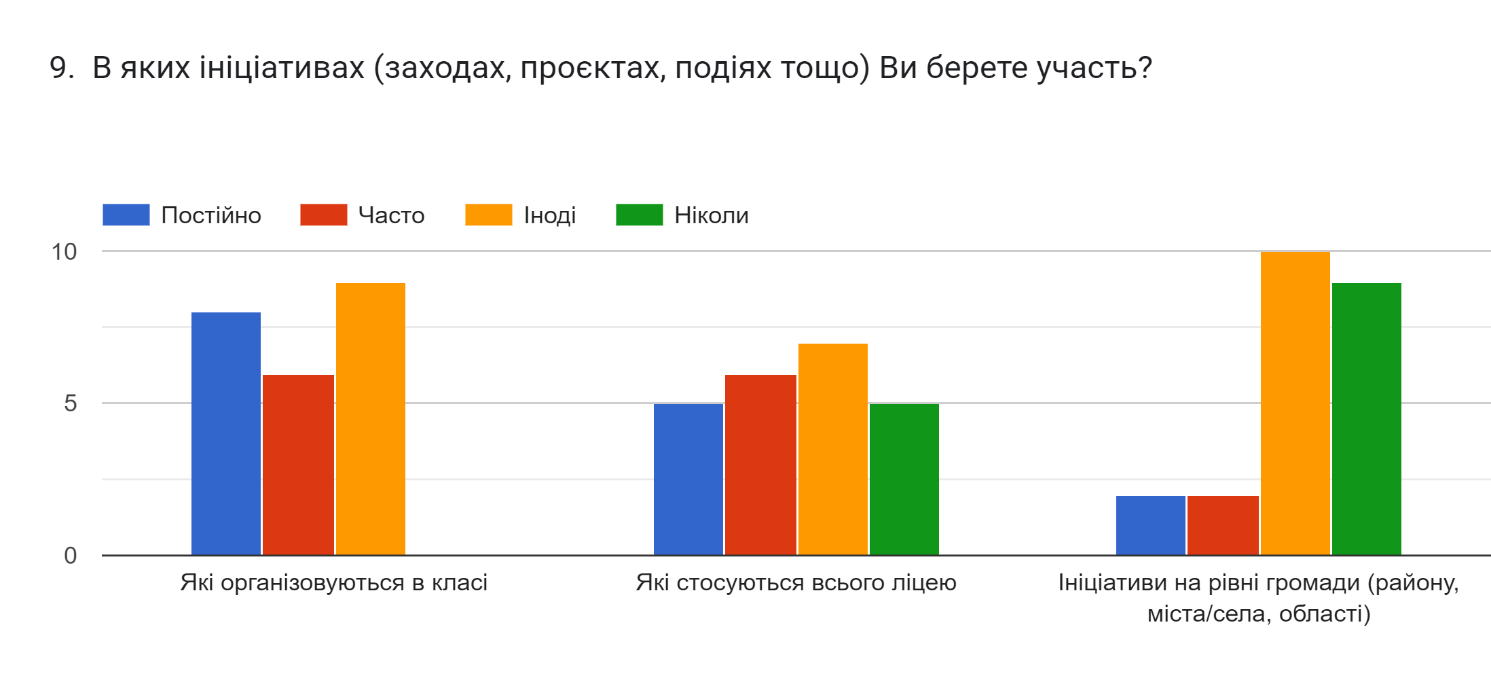 9. В яких ініціативах (заходах, проєктах, подіях тощо) Ви берете участь?
Постійно Часто Іноді Ніколи
10
5
0
Які організовуються в класі Які стосуються всього ліцею Ініціативи на рівні громади (району,
міста/села, області)